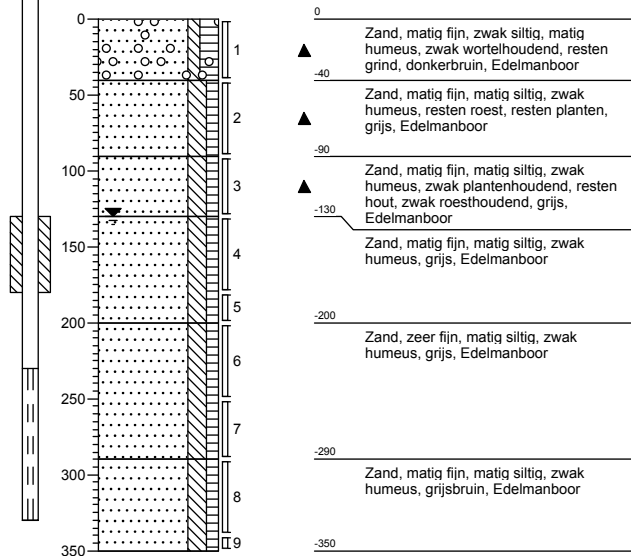 0
50
100
150
200
250
300
350
1
2
3
4
5
6
7
8
9
0
Zand, matig fijn, zwak siltig, matig
humeus, zwak wortelhoudend, resten
grind, donkerbruin, Edelmanboor
-40
Zand, matig fijn, matig siltig, zwak
humeus, resten roest, resten planten,
grijs, Edelmanboor
-90
Zand, matig fijn, matig siltig, zwak
humeus, zwak plantenhoudend, resten
hout, zwak roesthoudend, grijs,
Edelmanboor
-130
Zand, matig fijn, matig siltig, zwak
humeus, grijs, Edelmanboor
-200
Zand, zeer fijn, matig siltig, zwak
humeus, grijs, Edelmanboor
-290
Zand, matig fijn, matig siltig, zwak
humeus, grijsbruin, Edelmanboor
-350